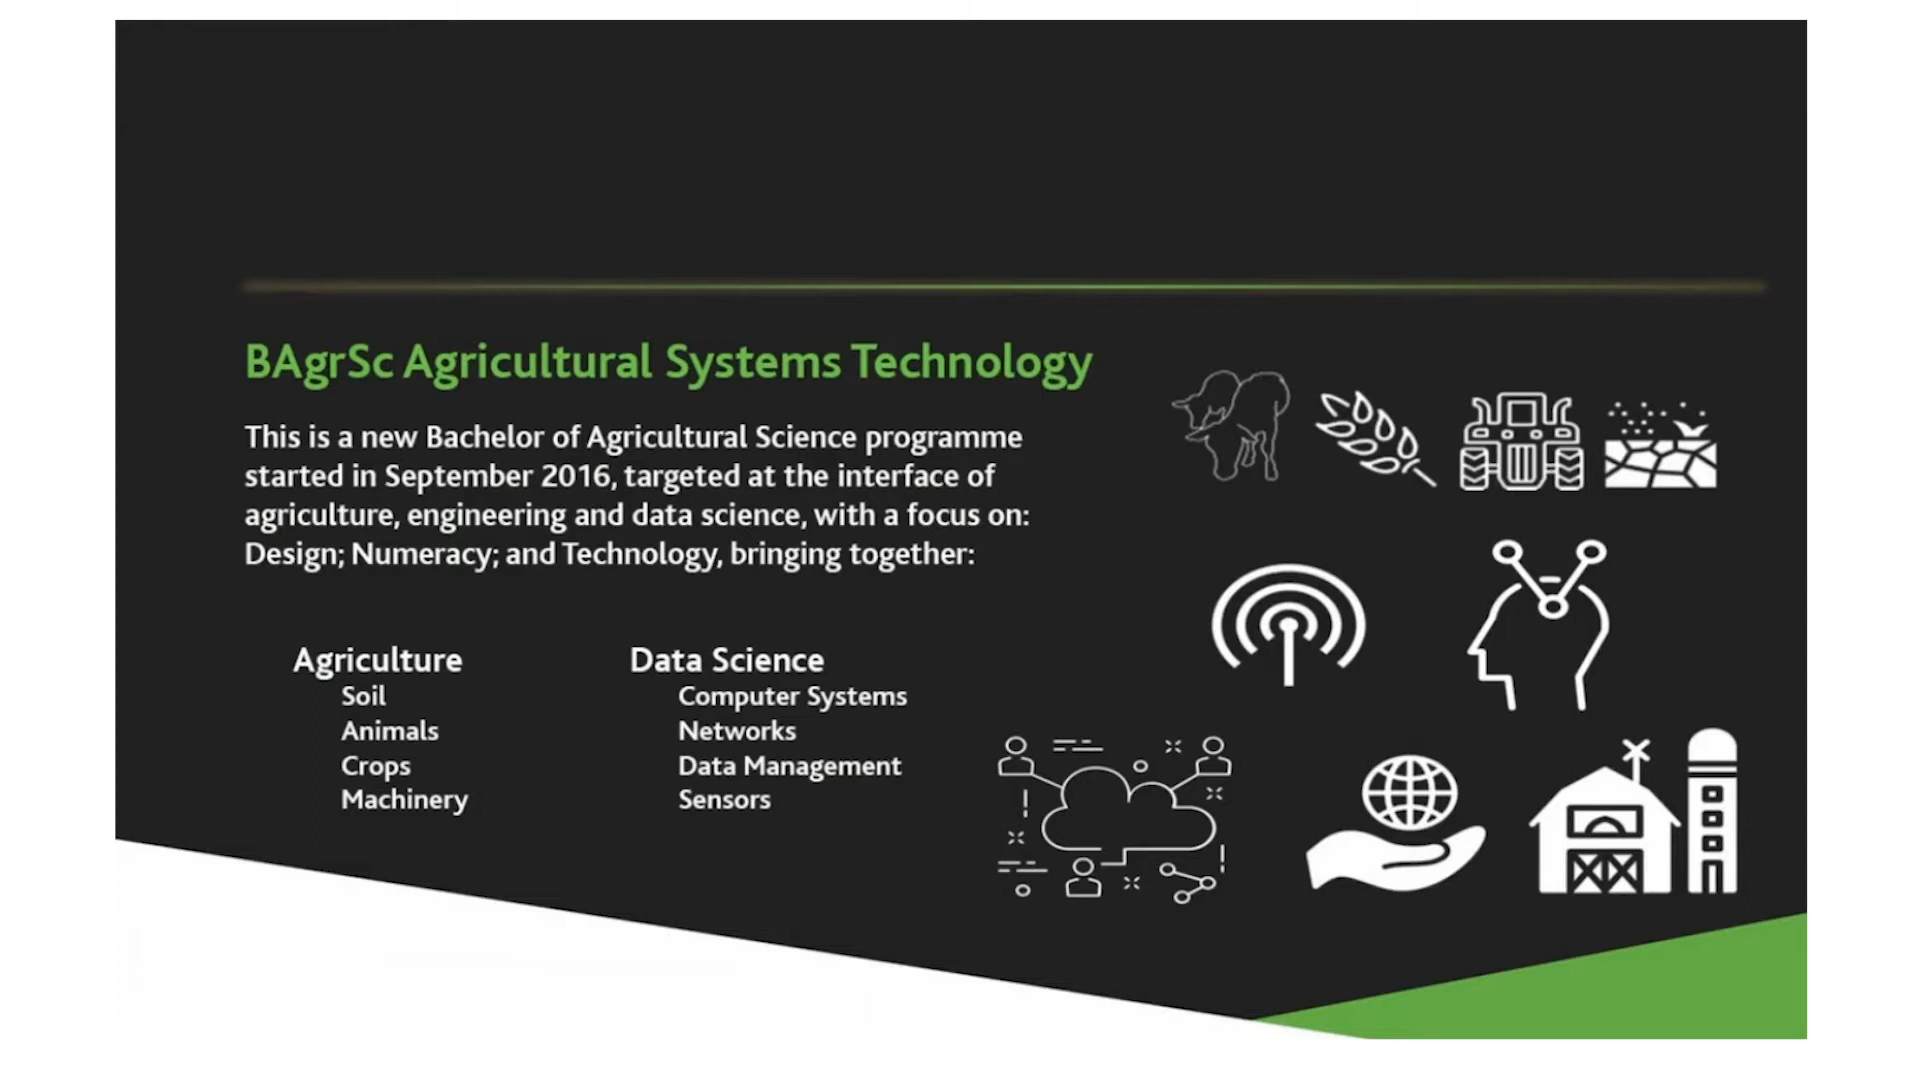 BAgrSc Agricultural Systems Technology
This is a new Bachelor of Agricultural Science programme
started in September 2016, targeted at the interface of
agriculture, engineering and data science, with a focus on:
Design; Numeracy; and Technology, bringing together:
Agriculture
Soil
Animals
Crops
Machinery
Data Science
Computer Systems
Networks
Data Management
Sensors